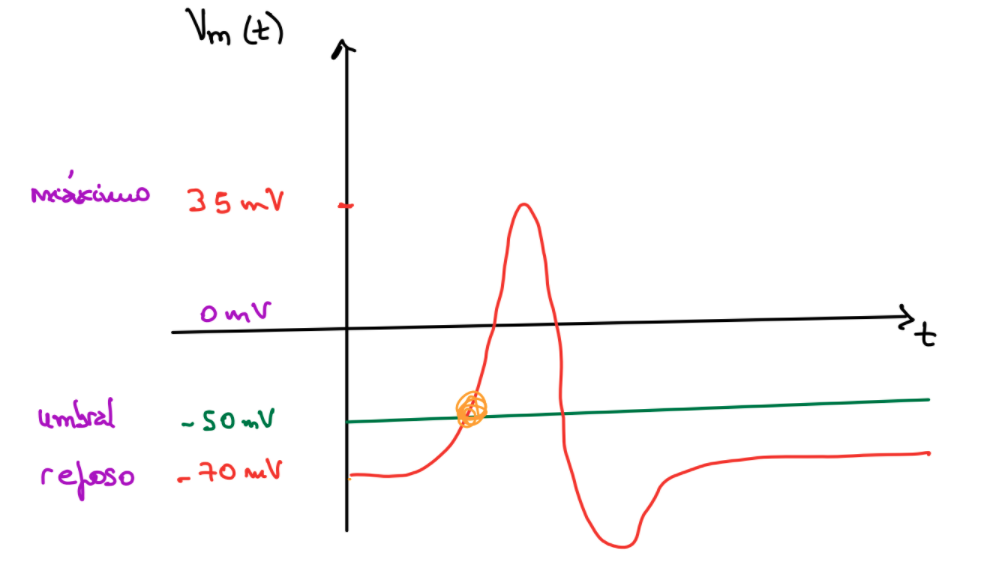 Vm (t)
máximo 35 mV
0 mV
t
umbral -50 mV
reposo -70 mV